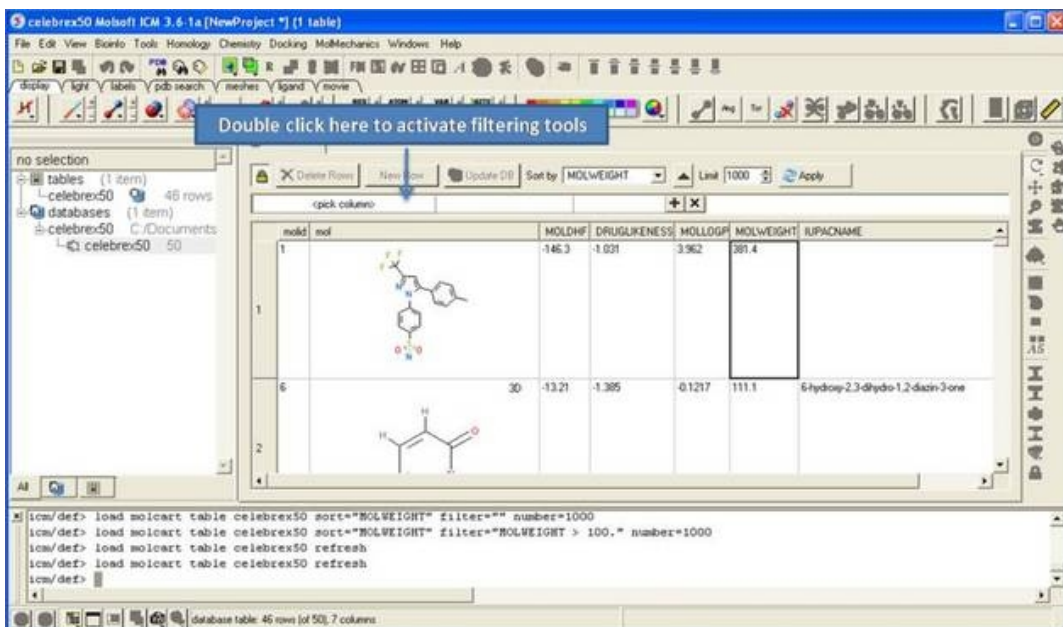 celebrex50 Molsoft ICM 3.6-1a [NewProject *] (1 table)
File Edit View Bioinfo Tools Homology Chemistry Docking MolMechanics Windows Help
display light labels pdb search meshes ligand movie
Double click here to activate filtering tools
no selection
tables (1 item)
celebrex50 46 rows
databases (1 item)
celebrex50 C:/Documents
celebrex50 50
All
Delete Rows New Row Update DB Sort by MOLWEIGHT Limit 1000 Apply
<pick column>
molid mol MOLDHF DRUGLIKENESS MOLLOGP MOLWEIGHT IUPACNAME
1 1 -146.3 -1.031 3.962 381.4
2 6 3D -13.21 -1.385 -0.1217 111.1 6-hydroxy-2,3-dihydro-1,2-diazin-3-one
icm/def> load molcart table celebrex50 sort="MOLWEIGHT" filter="" number=1000
icm/def> load molcart table celebrex50 sort="MOLWEIGHT" filter="MOLWEIGHT > 100." number=1000
icm/def> load molcart table celebrex50 refresh
icm/def> load molcart table celebrex50 refresh
icm/def>
database table: 46 rows (of 50), 7 columns